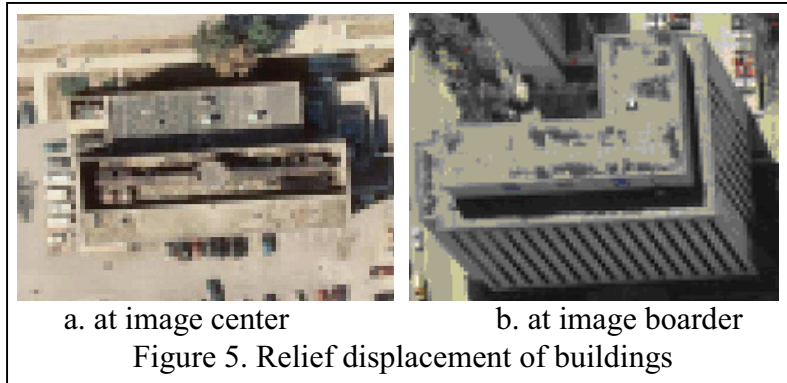 a. at image center
b. at image boarder
Figure 5. Relief displacement of buildings